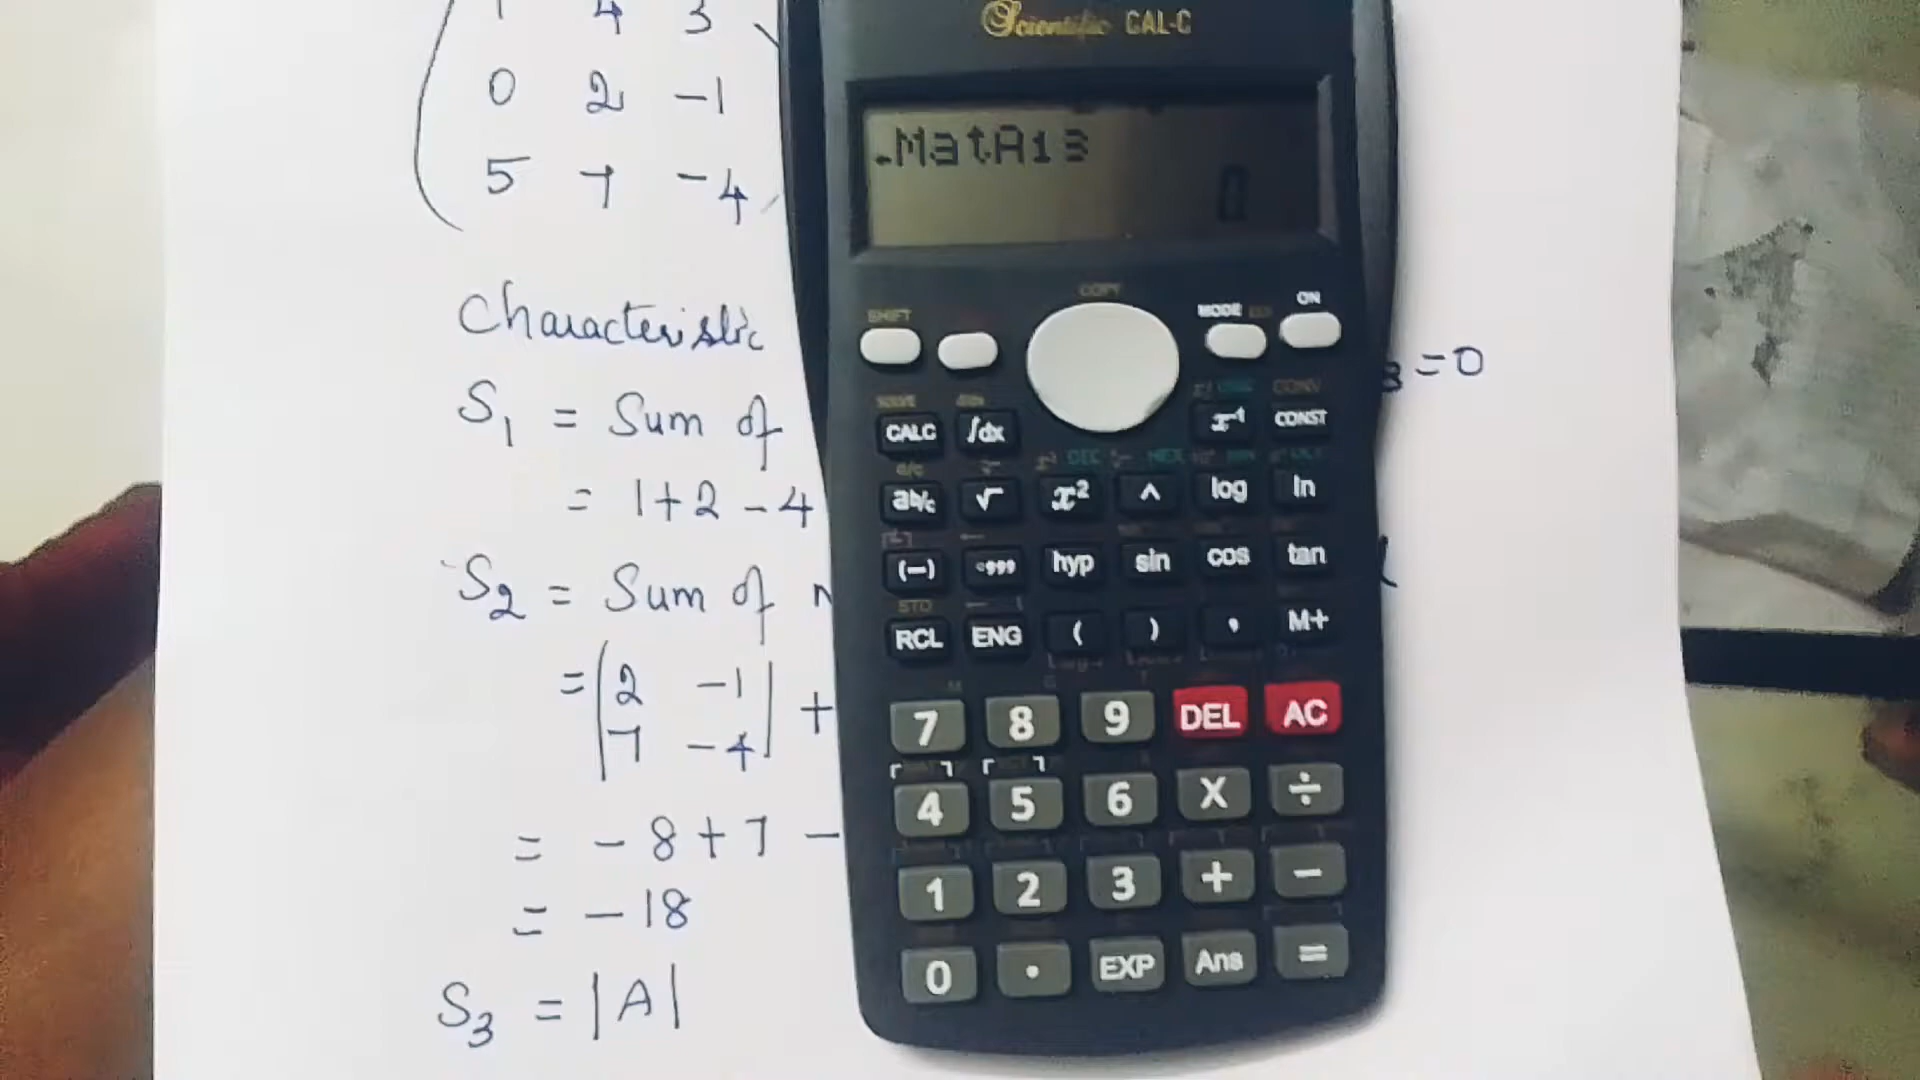 1 4 3
0 2 -1
5 7 -4
Scientific CAL-C
MatA13
0
Characteristic
3 = 0
S1 = Sum of
= 1+2-4
S2 = Sum of
= |2 -1| +
|7 -4|
= -8+7-
= -18
S3 = |A|
COPY
SHIFT MODE ON
SOLVE CONV
CALC ∫dx x⁻¹ CONST
a b/c √ x² ^ log ln
(-) hyp sin cos tan
STO
RCL ENG ( ) , M+
7 8 9 DEL AC
4 5 6 X ÷
1 2 3 + −
0 . EXP Ans =